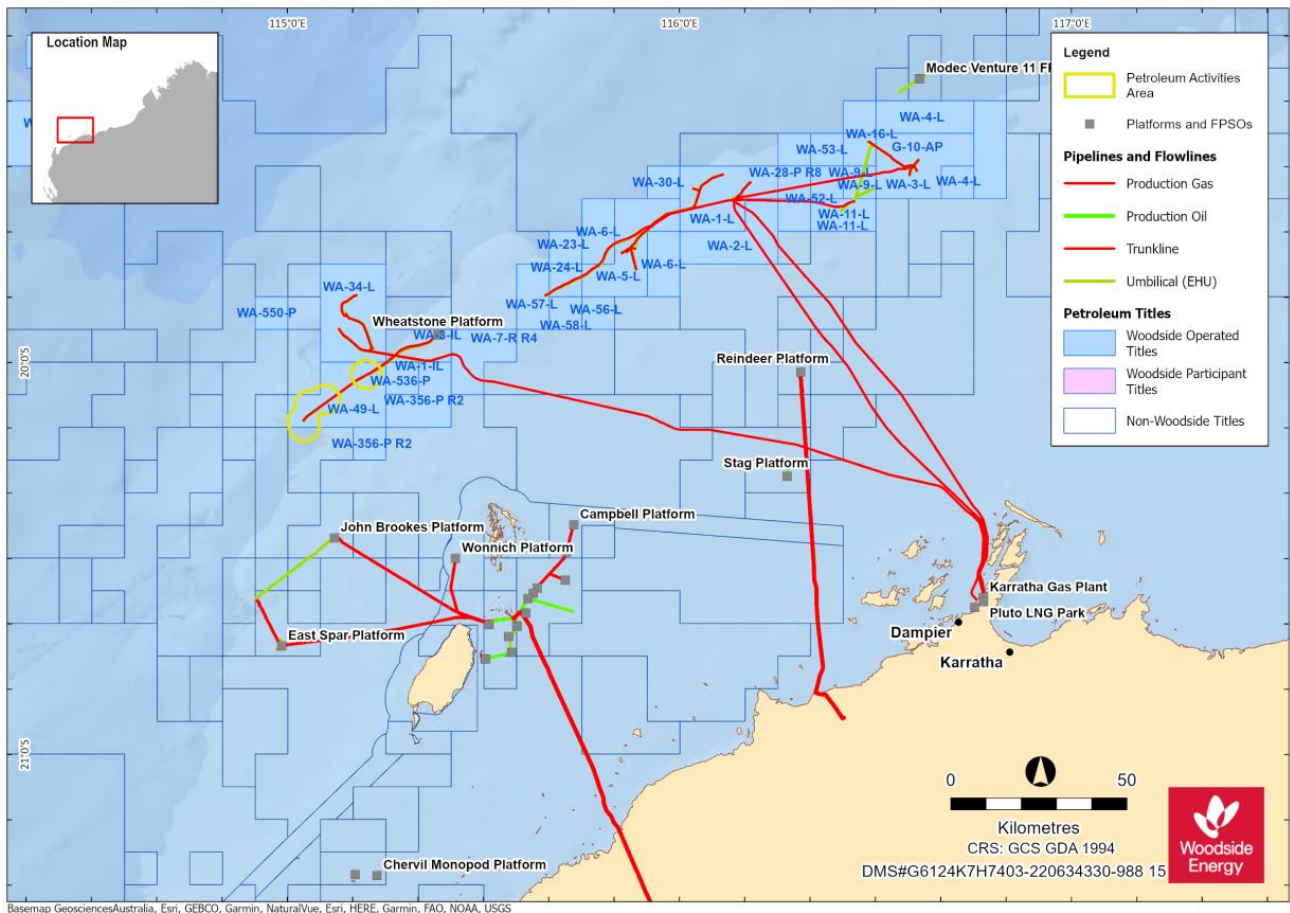 115°0'E
116°0'E
117°0'E
Location Map
Modec Venture 11 F
Legend
Petroleum Activities
Area
Platforms and FPSOs
Pipelines and Flowlines
Production Gas
Production Oil
Trunkline
Umbilical (EHU)
Petroleum Titles
Woodside Operated
Titles
Woodside Participant
Titles
Non-Woodside Titles
WA-4-L
WA-16-L
WA-53-L
G-10-AP
WA-28-P R8
WA-9-L
WA-30-L
WA-9-L
WA-3-L
WA-4-L
WA-52-L
WA-1-L
WA-11-L
WA-11-L
WA-6-L
WA-23-L
WA-2-L
WA-24-L
WA-6-L
WA-5-L
WA-34-L
WA-57-L
WA-56-L
WA-550-P
WA-58-L
Wheatstone Platform
WA-3-IL
WA-7-R R4
20°0'S
WA-1-IL
WA-536-P
WA-356-P R2
WA-49-L
WA-356-P R2
Reindeer Platform
Stag Platform
John Brookes Platform
Campbell Platform
Wonnich Platform
East Spar Platform
Karratha Gas Plant
Pluto LNG Park
Dampier
Karratha
21°0'S
Chervil Monopod Platform
0
50
Kilometres
CRS: GCS GDA 1994
DMS#G6124K7H7403-220634330-988 15
Woodside
Energy
Basemap GeosciencesAustralia, Esri, GEBCO, Garmin, NaturalVue, Esri, HERE, Garmin, FAO, NOAA, USGS